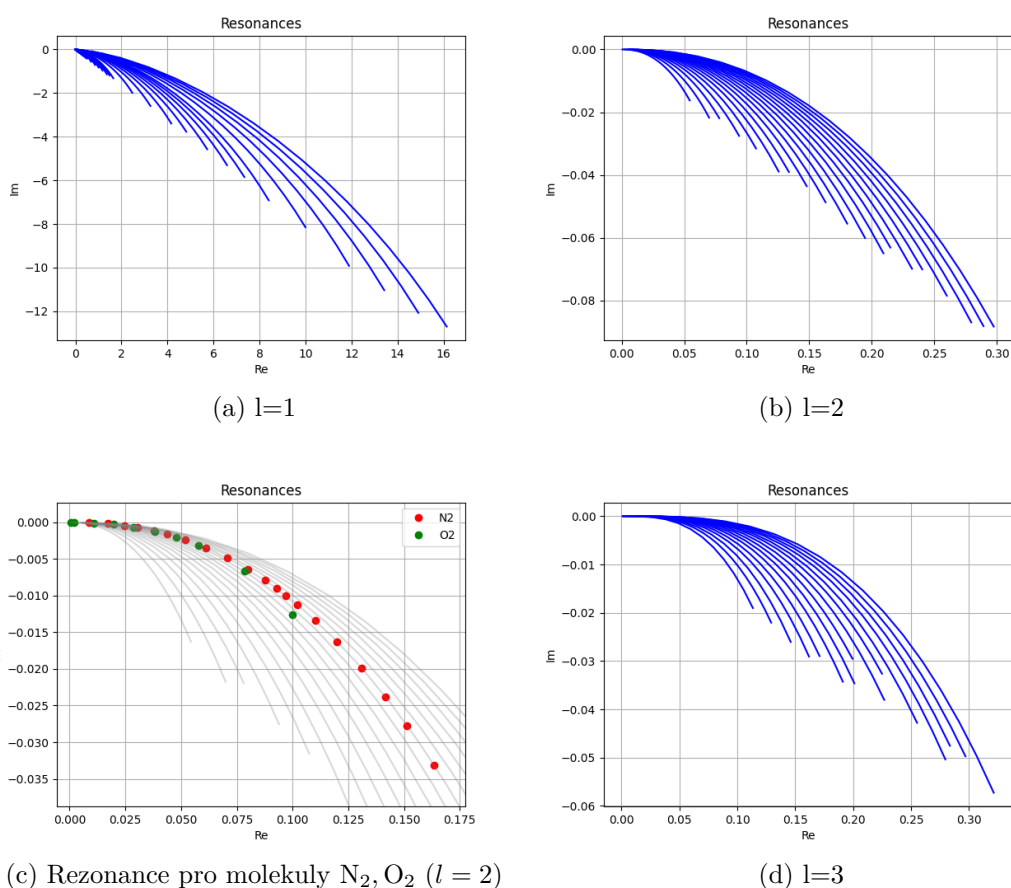 Resonances
Im
0
−2
−4
−6
−8
−10
−12
0 2 4 6 8 10 12 14 16
Re
(a) l=1
Resonances
Im
0.00
−0.02
−0.04
−0.06
−0.08
0.00 0.05 0.10 0.15 0.20 0.25 0.30
Re
(b) l=2
Resonances
N2
O2
0.000
−0.005
−0.010
−0.015
−0.020
−0.025
−0.030
−0.035
0.000 0.025 0.050 0.075 0.100 0.125 0.150 0.175
Re
(c) Rezonance pro molekuly N₂, O₂ (l = 2)
Resonances
Im
0.00
−0.01
−0.02
−0.03
−0.04
−0.05
−0.06
0.00 0.05 0.10 0.15 0.20 0.25 0.30
Re
(d) l=3